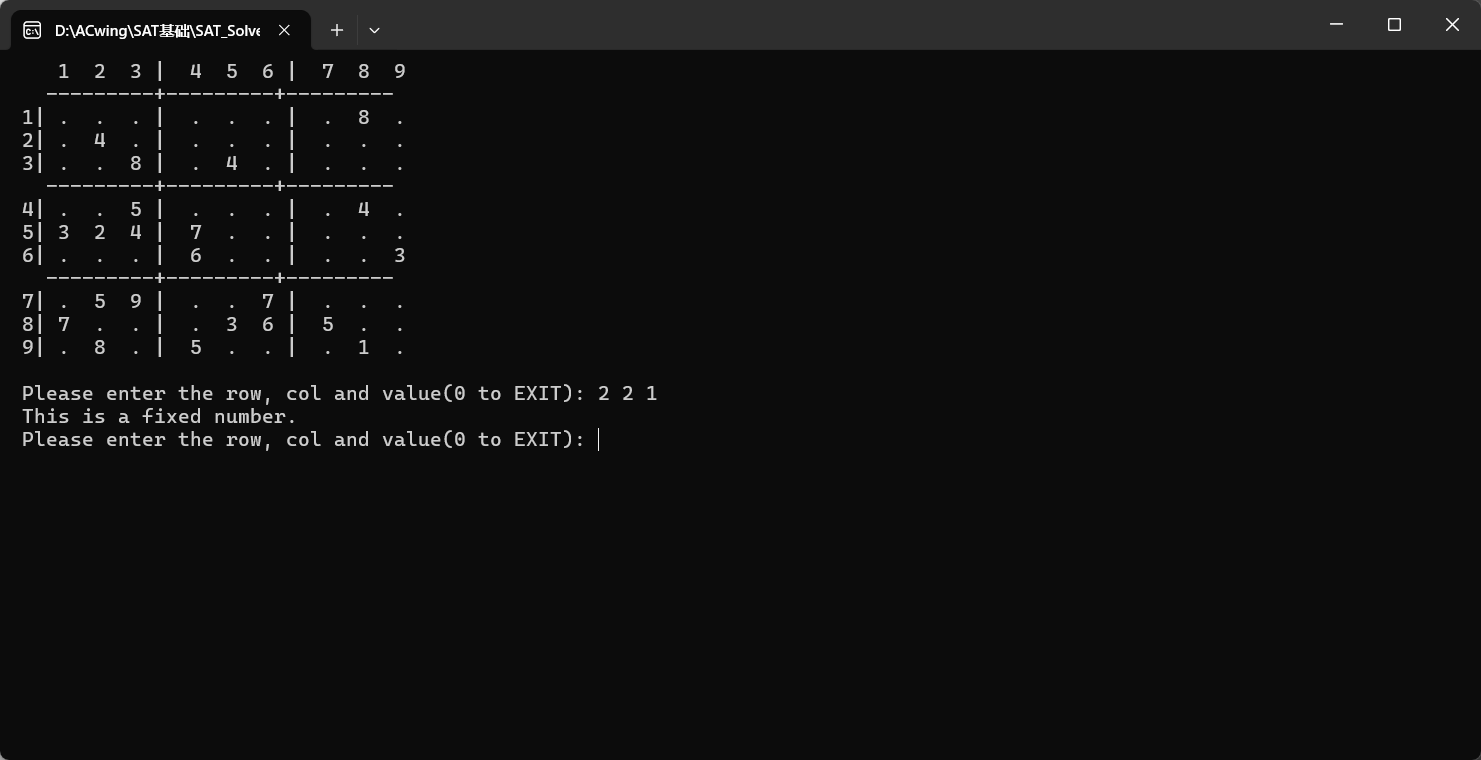 D:\ACwing\SAT基础\SAT_Solve
1 2 3 | 4 5 6 | 7 8 9
---------+---------+---------
1| . . . | . . . | . 8 .
2| . 4 . | . . . | . . .
3| . . 8 | . 4 . | . . .
---------+---------+---------
4| . . 5 | . . . | . 4 .
5| 3 2 4 | 7 . . | . . .
6| . . . | 6 . . | . . 3
---------+---------+---------
7| . 5 9 | . . 7 | . . .
8| 7 . . | . 3 6 | 5 . .
9| . 8 . | 5 . . | . 1 .
Please enter the row, col and value(0 to EXIT): 2 2 1
This is a fixed number.
Please enter the row, col and value(0 to EXIT):